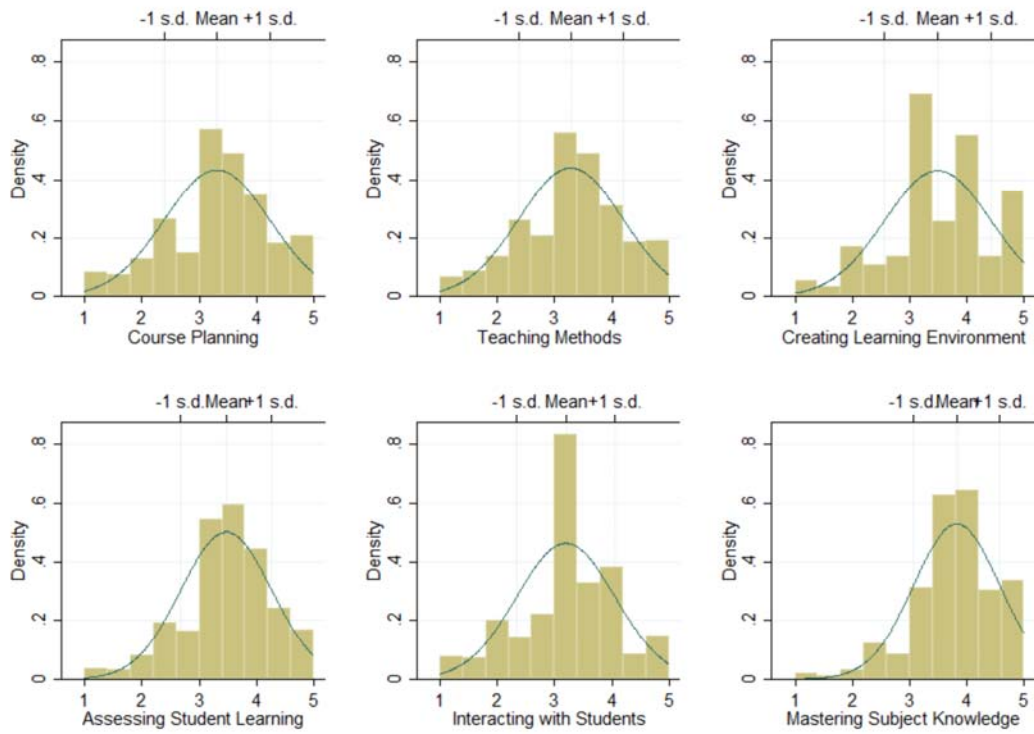 -1 s.d. Mean +1 s.d.
Density
0 .2 .4 .6 .8
1 2 3 4 5
Course Planning
-1 s.d. Mean +1 s.d.
Density
0 .2 .4 .6 .8
1 2 3 4 5
Teaching Methods
-1 s.d. Mean +1 s.d.
Density
0 .2 .4 .6 .8
1 2 3 4 5
Creating Learning Environment
-1 s.d. Mean +1 s.d.
Density
0 .2 .4 .6 .8
1 2 3 4 5
Assessing Student Learning
-1 s.d. Mean +1 s.d.
Density
0 .2 .4 .6 .8
1 2 3 4 5
Interacting with Students
-1 s.d. Mean +1 s.d.
Density
0 .2 .4 .6 .8
1 2 3 4 5
Mastering Subject Knowledge